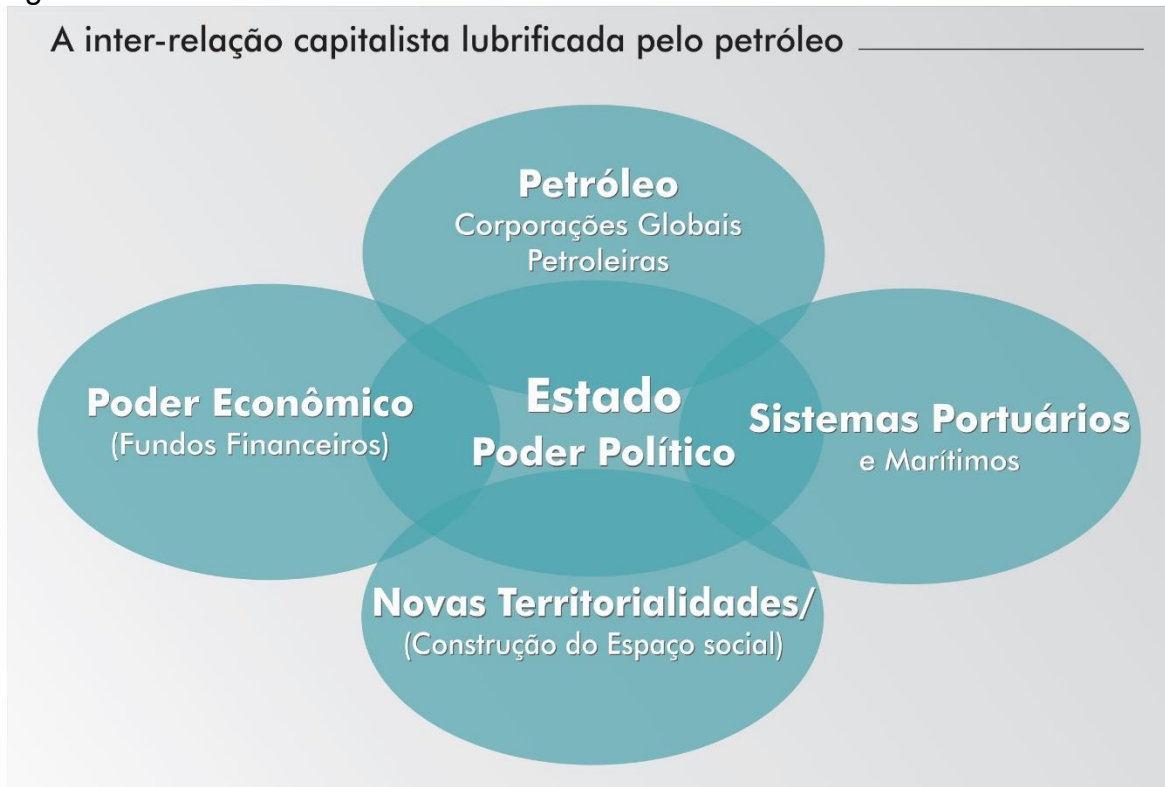 A inter-relação capitalista lubrificada pelo petróleo
Petróleo
Corporações Globais
Petroleiras
Poder Econômico
(Fundos Financeiros)
Estado
Poder Político
Sistemas Portuários
e Marítimos
Novas Territorialidades/
(Construção do Espaço social)